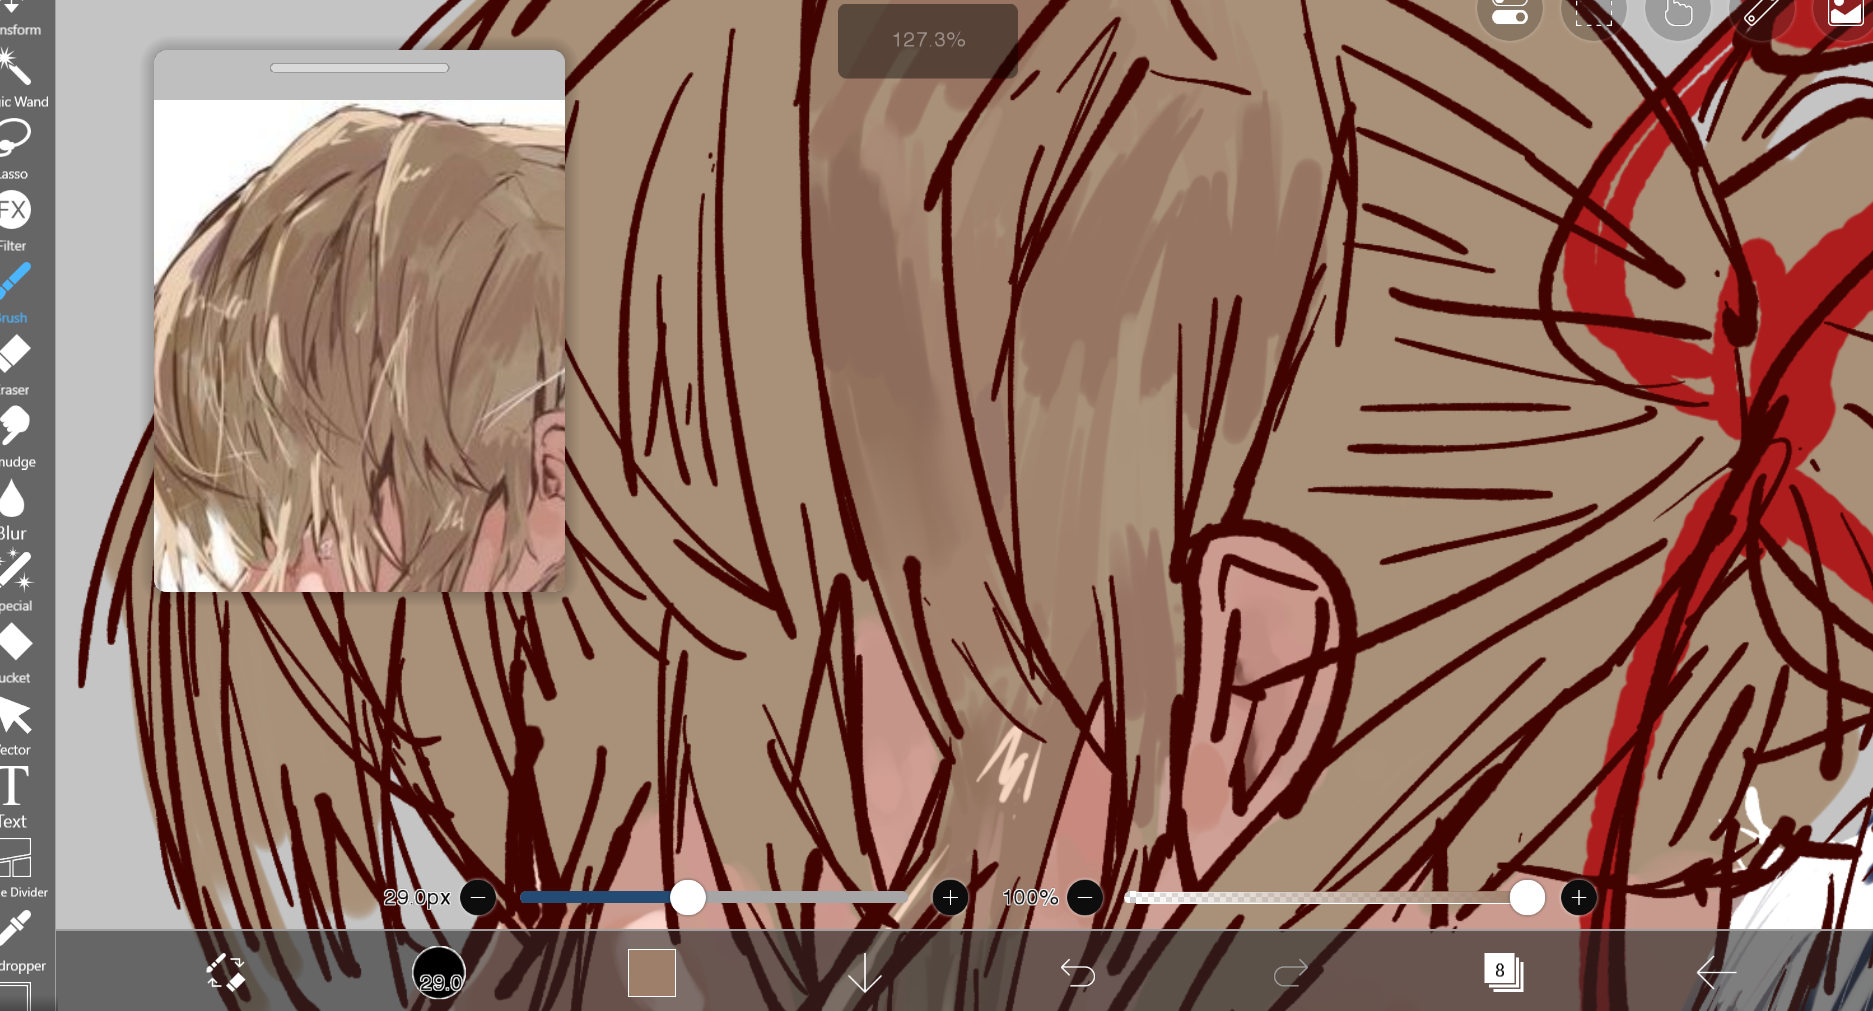 nsform
127.3%
ic Wand
asso
FX
Filter
Brush
raser
mudge
Blur
pecial
ucket
ector
T
Text
e Divider
29.0px
100%
dropper
29.0
8